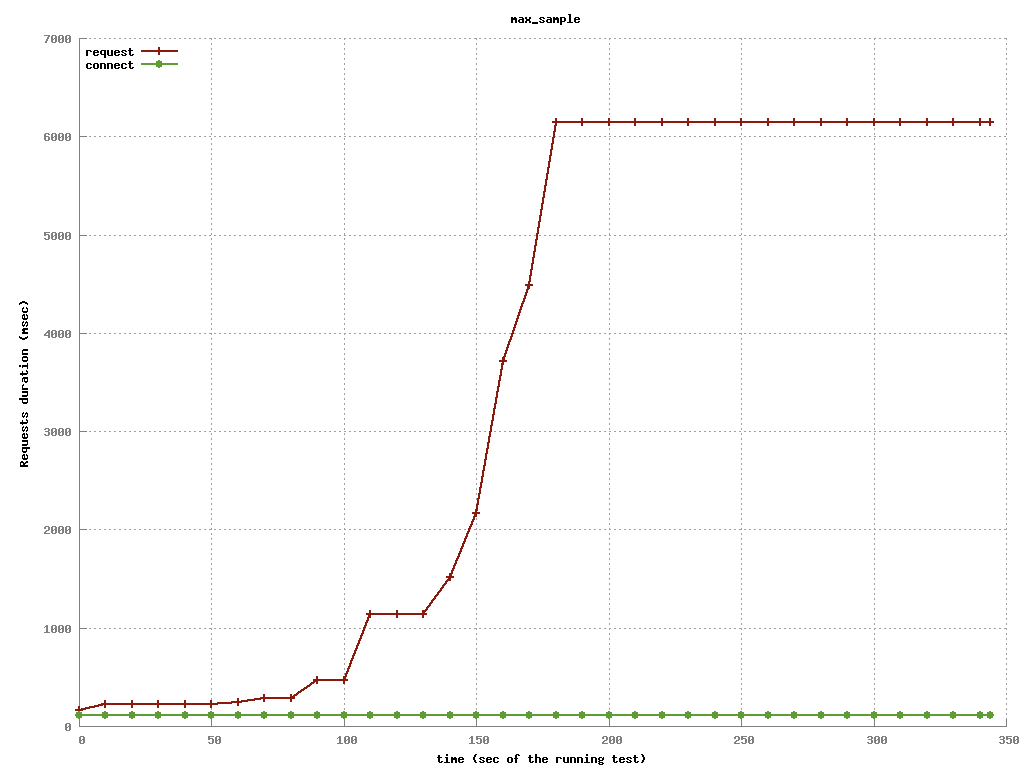 max_sample
request
connect
7000
6000
5000
4000
3000
2000
1000
0
Requests duration (msec)
0 50 100 150 200 250 300 350
time (sec of the running test)